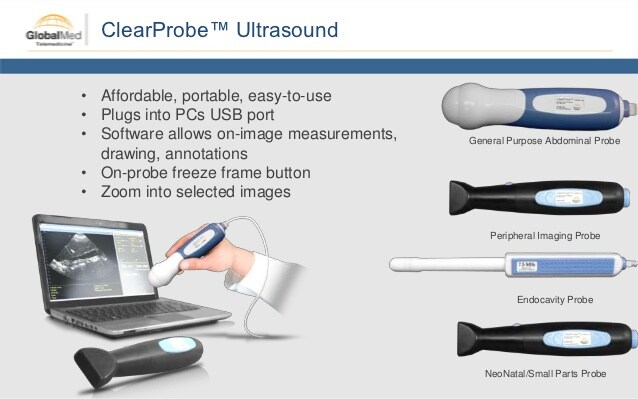 GlobalMed
Telemedicine
ClearProbe™ Ultrasound
• Affordable, portable, easy-to-use
• Plugs into PCs USB port
• Software allows on-image measurements,
drawing, annotations
• On-probe freeze frame button
• Zoom into selected images
General Purpose Abdominal Probe
Peripheral Imaging Probe
Endocavity Probe
NeoNatal/Small Parts Probe